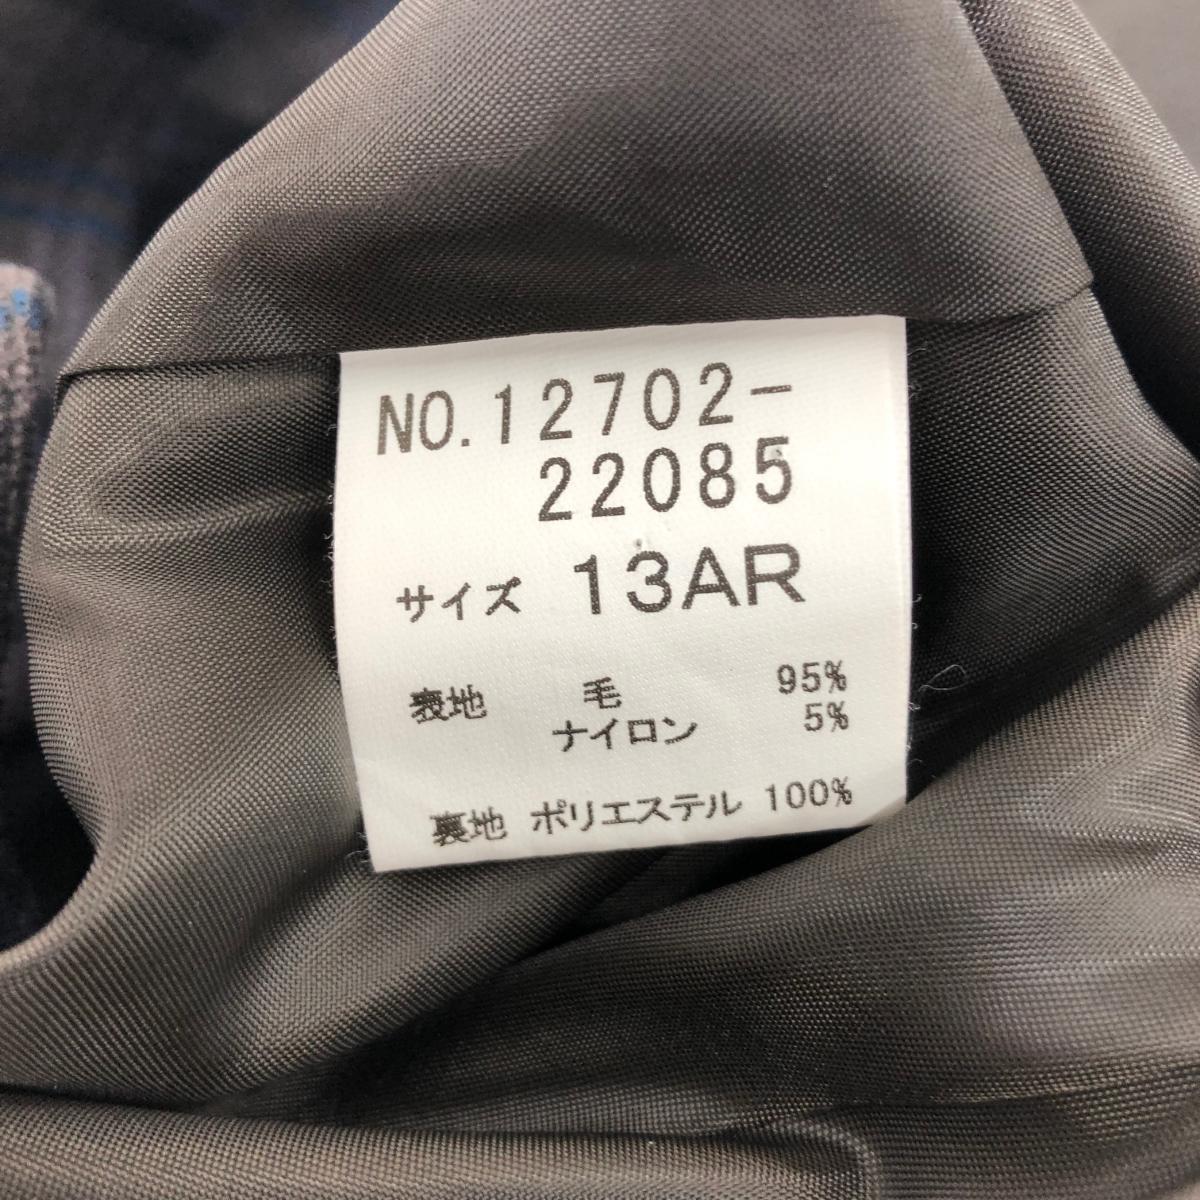 NO.12702-
22085
サイズ 13AR
表地 毛 95%
ナイロン 5%
裏地 ポリエステル 100%